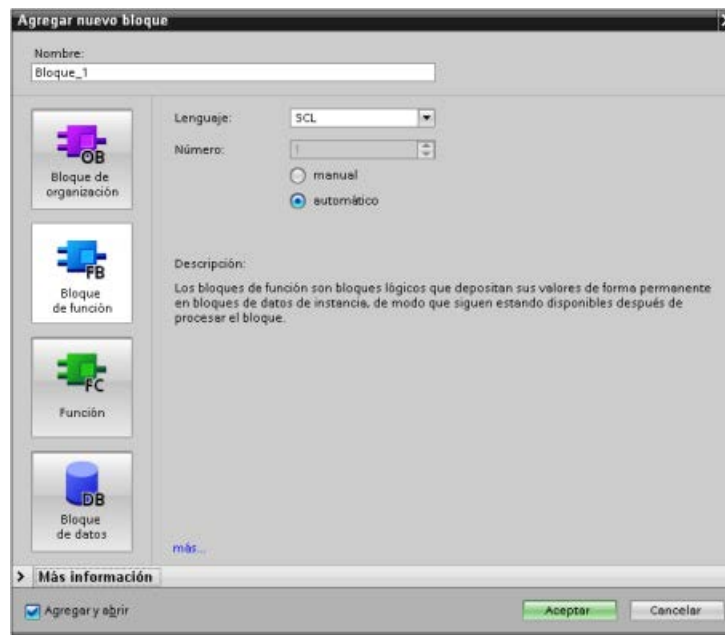 Agregar nuevo bloque
Nombre:
Bloque_1
OB
Bloque de
organización
FB
Bloque
de función
FC
Función
DB
Bloque
de datos
Lenguaje:
SCL
Número:
1
manual
automático
Descripción:
Los bloques de función son bloques lógicos que depositan sus valores de forma permanente
en bloques de datos de instancia, de modo que siguen estando disponibles después de
procesar el bloque.
más...
> Más información
Agregar y abrir
Aceptar
Cancelar